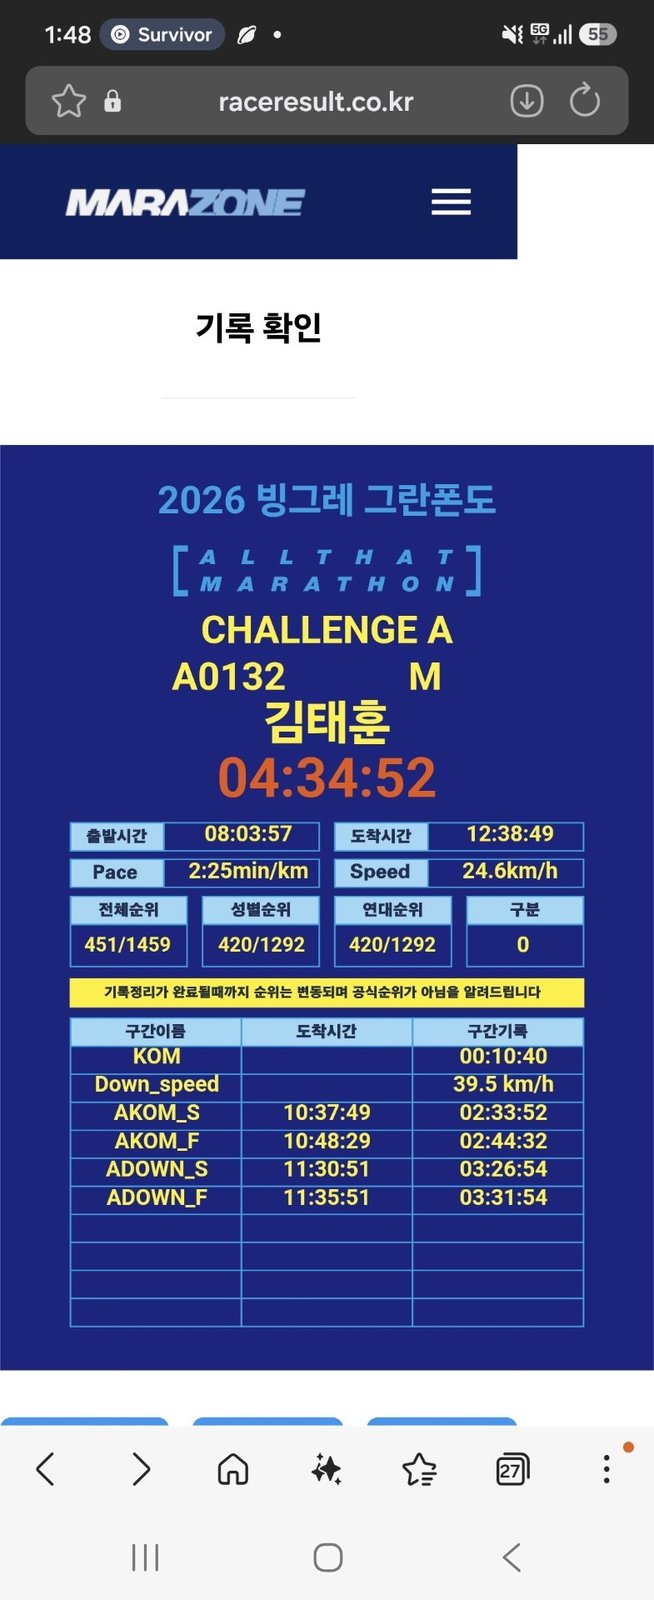 1:48 Survivor 5G 55
raceresult.co.kr
MARAZONE
기록 확인
2026 빙그레 그란폰도
ALL THAT
MARATHON
CHALLENGE A
A0132 M
김태훈
04:34:52
출발시간 08:03:57 도착시간 12:38:49
Pace 2:25min/km Speed 24.6km/h
전체순위 성별순위 연대순위 구분
451/1459 420/1292 420/1292 0
기록정리가 완료될때까지 순위는 변동되며 공식순위가 아님을 알려드립니다
구간이름 도착시간 구간기록
KOM 00:10:40
Down_speed 39.5 km/h
AKOM_S 10:37:49 02:33:52
AKOM_F 10:48:29 02:44:32
ADOWN_S 11:30:51 03:26:54
ADOWN_F 11:35:51 03:31:54
27